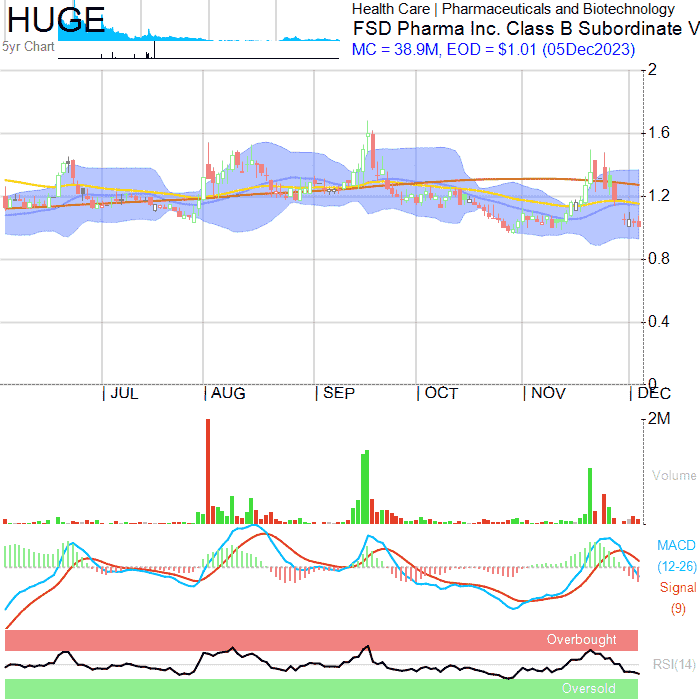 HUGE
5yr Chart
Health Care | Pharmaceuticals and Biotechnology
FSD Pharma Inc. Class B Subordinate V
MC = 38.9M, EOD = $1.01 (05Dec2023)
2
1.6
1.2
0.8
0.4
0
JUL AUG SEP OCT NOV DEC
2M
Volume
MACD
(12-26)
Signal
(9)
Overbought
RSI(14)
Oversold